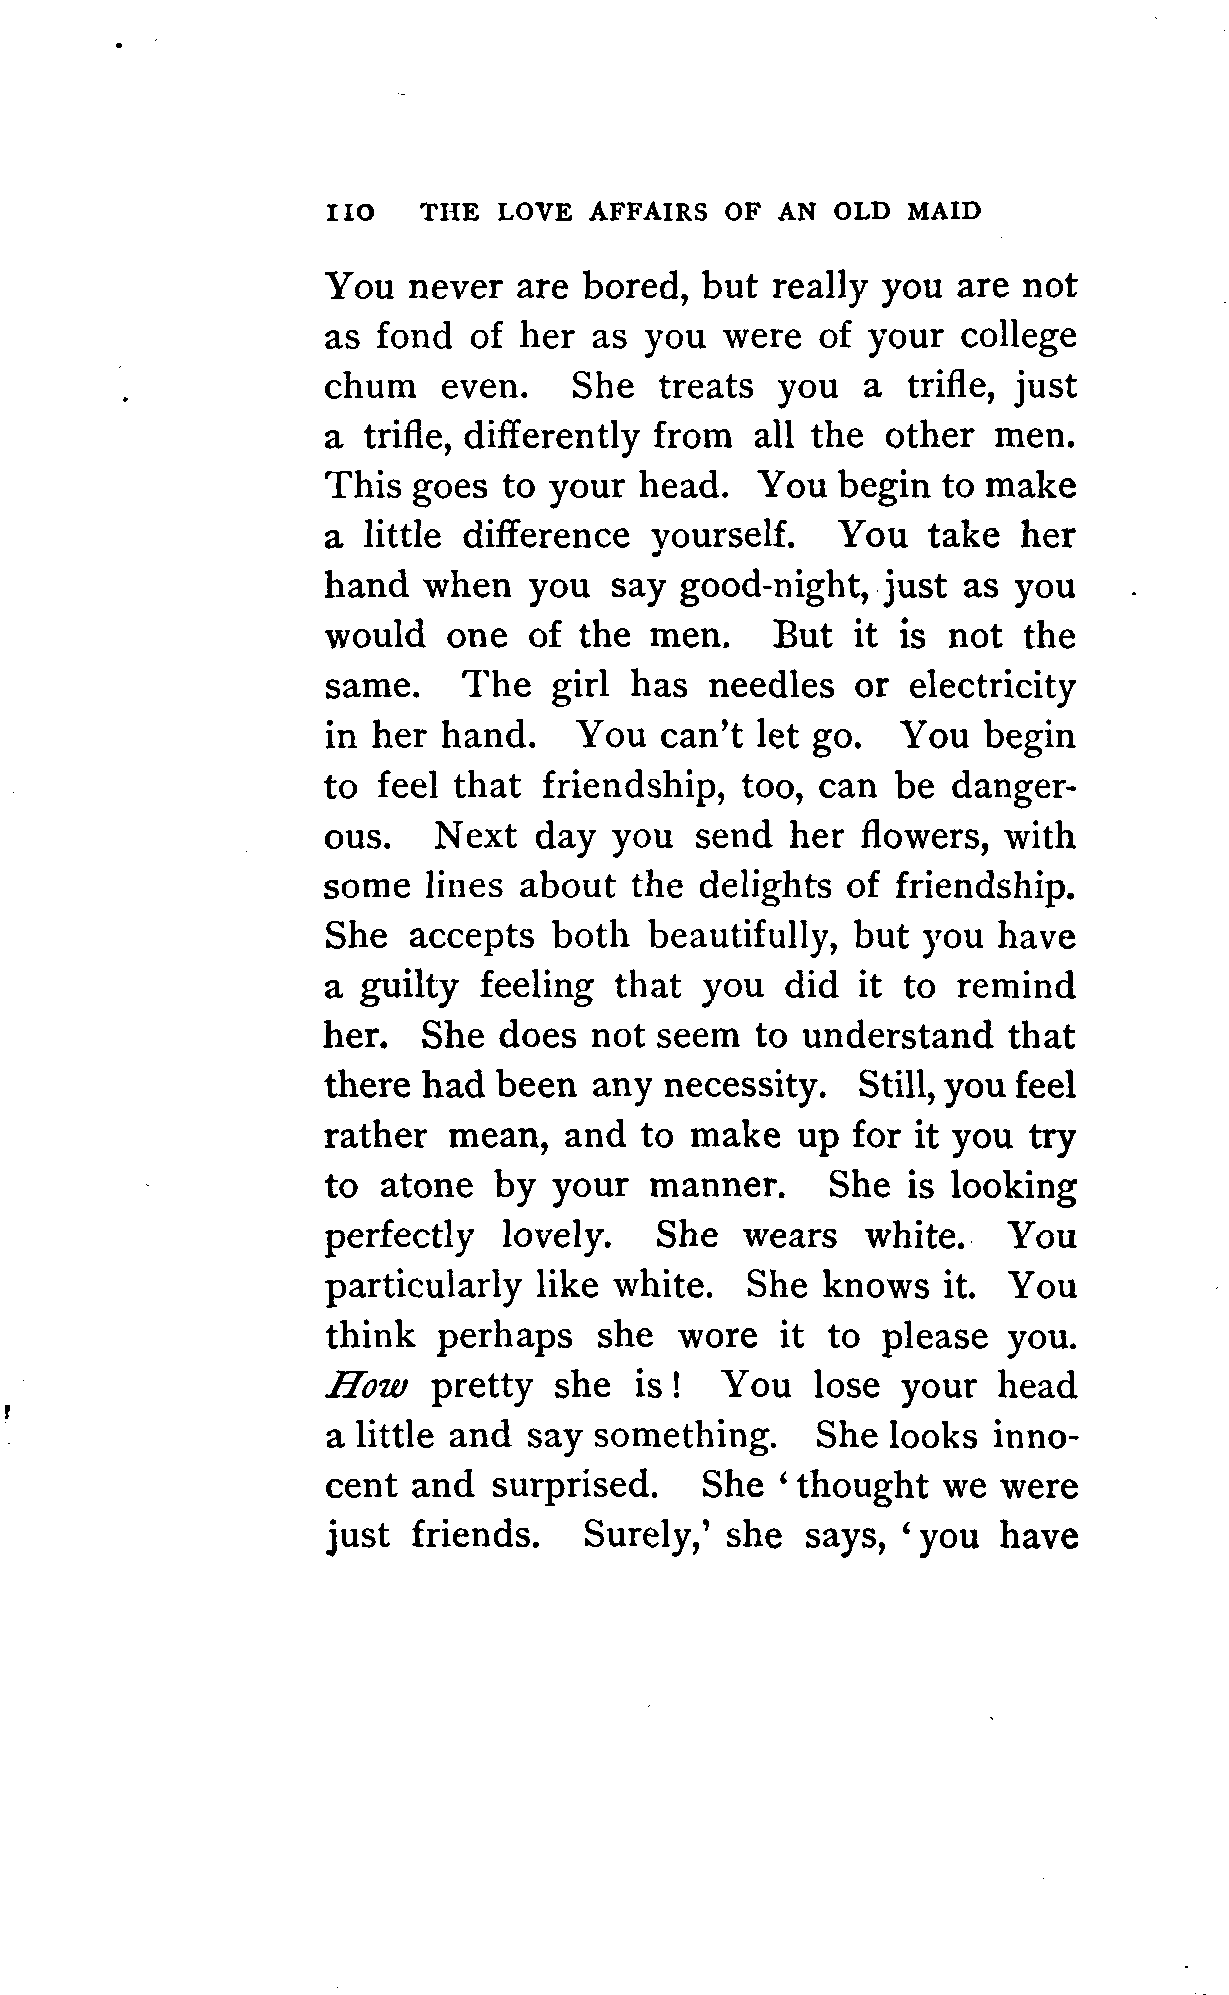 110 THE LOVE AFFAIRS OF AN OLD MAID
You never are bored, but really you are not
as fond of her as you were of your college
chum even. She treats you a trifle, just
a trifle, differently from all the other men.
This goes to your head. You begin to make
a little difference yourself. You take her
hand when you say good-night, just as you
would one of the men. But it is not the
same. The girl has needles or electricity
in her hand. You can't let go. You begin
to feel that friendship, too, can be danger-
ous. Next day you send her flowers, with
some lines about the delights of friendship.
She accepts both beautifully, but you have
a guilty feeling that you did it to remind
her. She does not seem to understand that
there had been any necessity. Still, you feel
rather mean, and to make up for it you try
to atone by your manner. She is looking
perfectly lovely. She wears white. You
particularly like white. She knows it. You
think perhaps she wore it to please you.
How pretty she is! You lose your head
a little and say something. She looks inno-
cent and surprised. She 'thought we were
just friends. Surely,' she says, 'you have